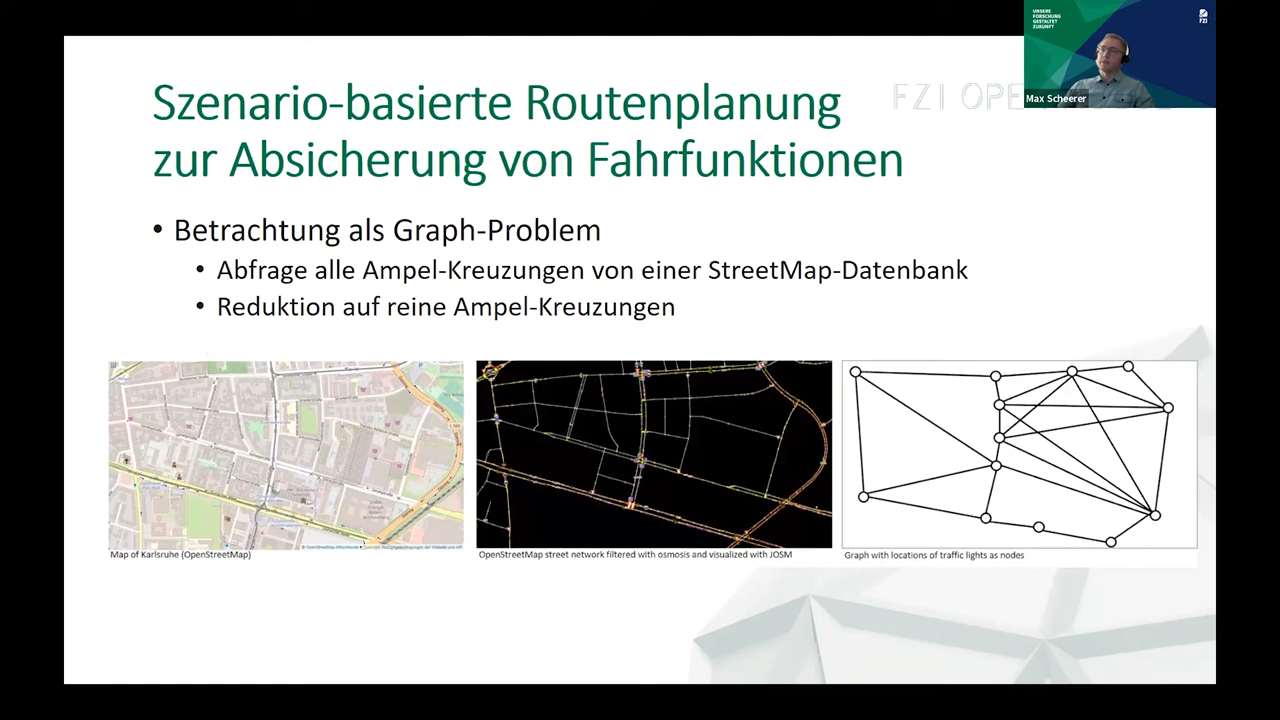 UNSERE
FORSCHUNG
GESTALTET
ZUKUNFT
FZI
Max Scheerer
FZI OPE
Szenario-basierte Routenplanung
zur Absicherung von Fahrfunktionen
• Betrachtung als Graph-Problem
• Abfrage alle Ampel-Kreuzungen von einer StreetMap-Datenbank
• Reduktion auf reine Ampel-Kreuzungen
Map of Karlsruhe (OpenStreetMap)
OpenStreetMap street network filtered with osmosis and visualized with JOSM
Graph with locations of traffic lights as nodes